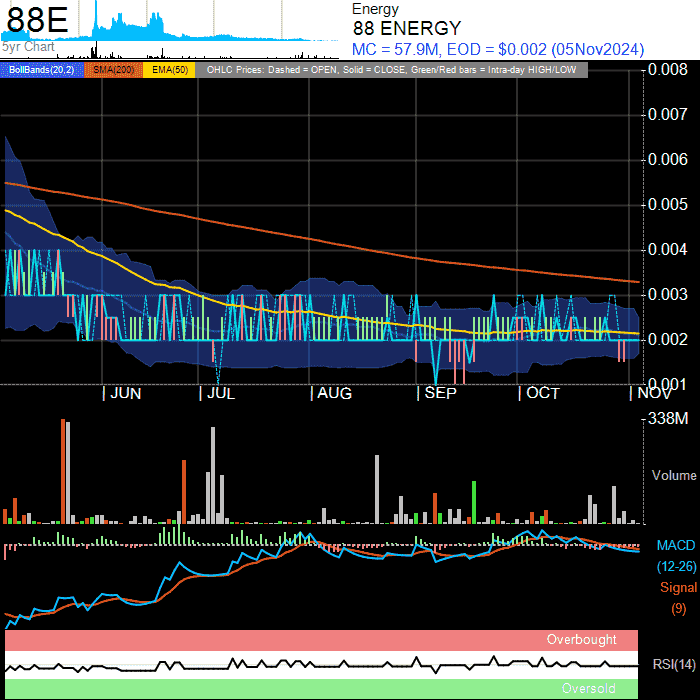 88E
5yr Chart
Energy
88 ENERGY
MC = 57.9M, EOD = $0.002 (05Nov2024)
BollBands(20,2) SMA(200) EMA(50) OHLC Prices: Dashed = OPEN, Solid = CLOSE, Green/Red bars = Intra-day HIGH/LOW
0.008
0.007
0.006
0.005
0.004
0.003
0.002
0.001
JUN JUL AUG SEP OCT NOV
338M
Volume
MACD
(12-26)
Signal
(9)
Overbought
RSI(14)
Oversold